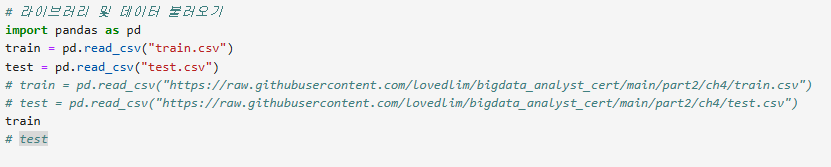 # 라이브러리 및 데이터 불러오기
import pandas as pd
train = pd.read_csv("train.csv")
test = pd.read_csv("test.csv")
# train = pd.read_csv("https://raw.githubusercontent.com/lovedlim/bigdata_analyst_cert/main/part2/ch4/train.csv")
# test = pd.read_csv("https://raw.githubusercontent.com/lovedlim/bigdata_analyst_cert/main/part2/ch4/test.csv")
train
# test